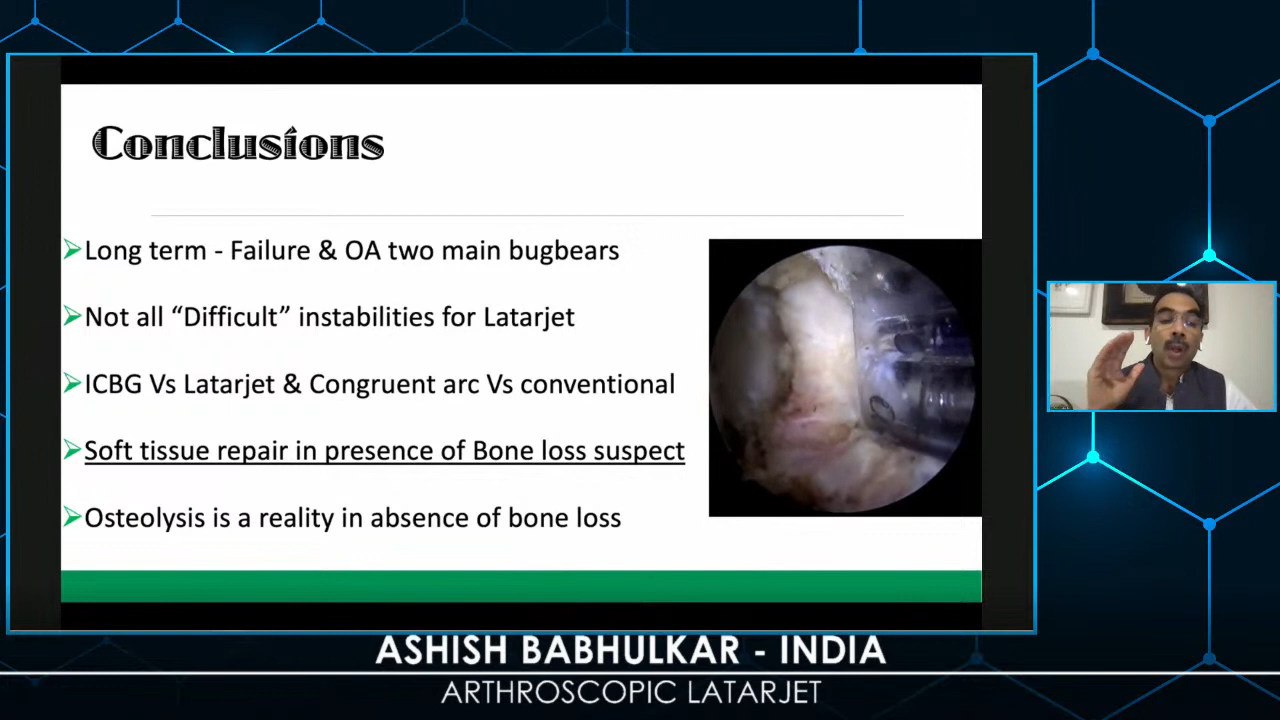 Conclusions
Long term - Failure & OA two main bugbears
Not all “Difficult” instabilities for Latarjet
ICBG Vs Latarjet & Congruent arc Vs conventional
Soft tissue repair in presence of Bone loss suspect
Osteolysis is a reality in absence of bone loss
ASHISH BABHULKAR - INDIA
ARTHROSCOPIC LATARJET